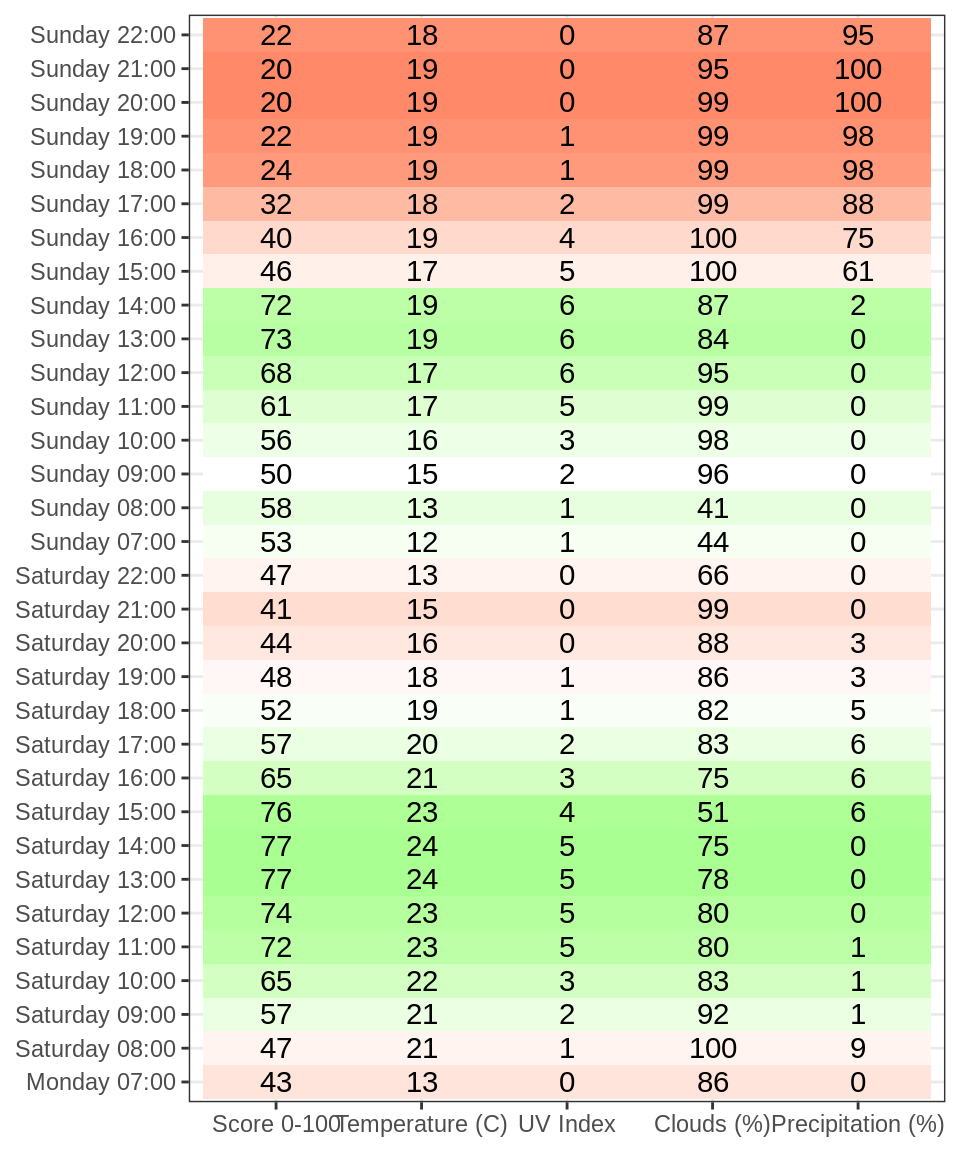 Sunday 22:00 22 18 0 87 95
Sunday 21:00 20 19 0 95 100
Sunday 20:00 20 19 0 99 100
Sunday 19:00 22 19 1 99 98
Sunday 18:00 24 19 1 99 98
Sunday 17:00 32 18 2 99 88
Sunday 16:00 40 19 4 100 75
Sunday 15:00 46 17 5 100 61
Sunday 14:00 72 19 6 87 2
Sunday 13:00 73 19 6 84 0
Sunday 12:00 68 17 6 95 0
Sunday 11:00 61 17 5 99 0
Sunday 10:00 56 16 3 98 0
Sunday 09:00 50 15 2 96 0
Sunday 08:00 58 13 1 41 0
Sunday 07:00 53 12 1 44 0
Saturday 22:00 47 13 0 66 0
Saturday 21:00 41 15 0 99 0
Saturday 20:00 44 16 0 88 3
Saturday 19:00 48 18 1 86 3
Saturday 18:00 52 19 1 82 5
Saturday 17:00 57 20 2 83 6
Saturday 16:00 65 21 3 75 6
Saturday 15:00 76 23 4 51 6
Saturday 14:00 77 24 5 75 0
Saturday 13:00 77 24 5 78 0
Saturday 12:00 74 23 5 80 0
Saturday 11:00 72 23 5 80 1
Saturday 10:00 65 22 3 83 1
Saturday 09:00 57 21 2 92 1
Saturday 08:00 47 21 1 100 9
Monday 07:00 43 13 0 86 0
Score 0-100 Temperature (C) UV Index Clouds (%) Precipitation (%)